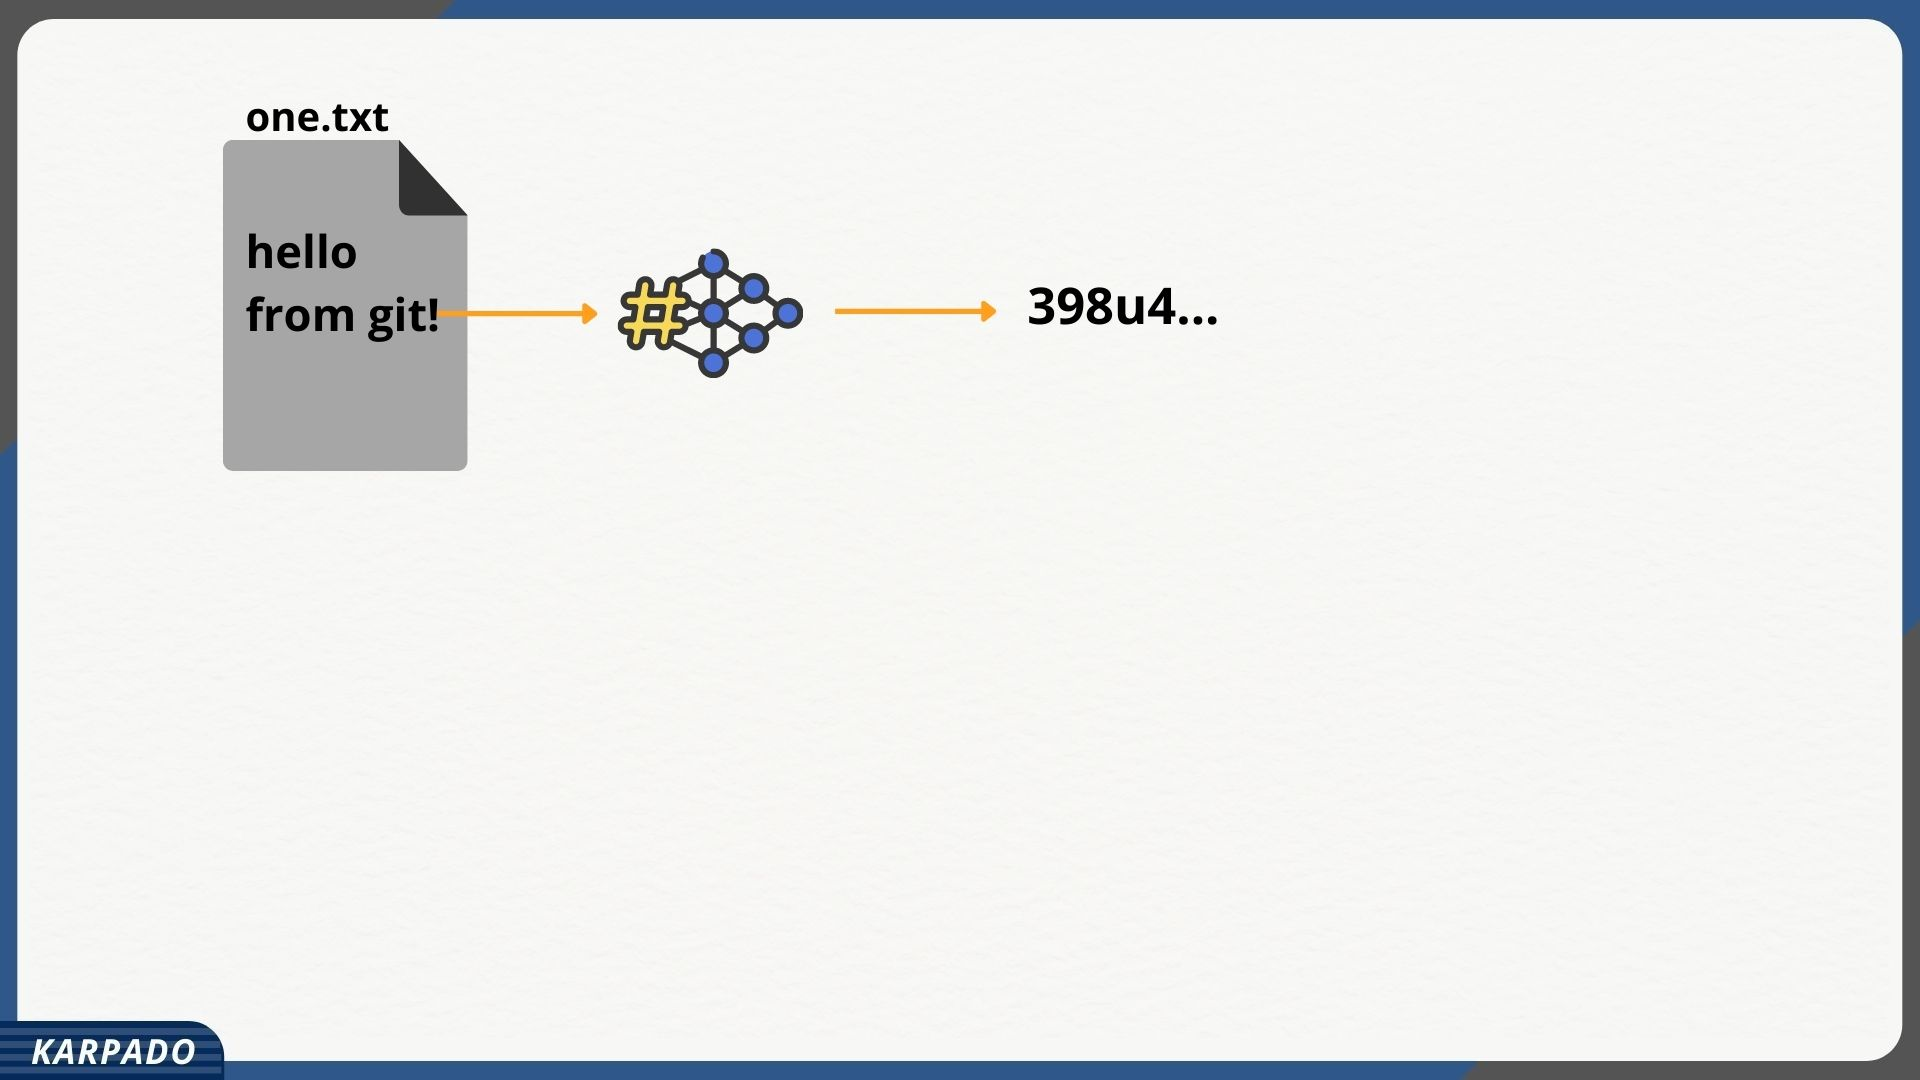 one.txt
hello
from git!
398u4...
KARPADO